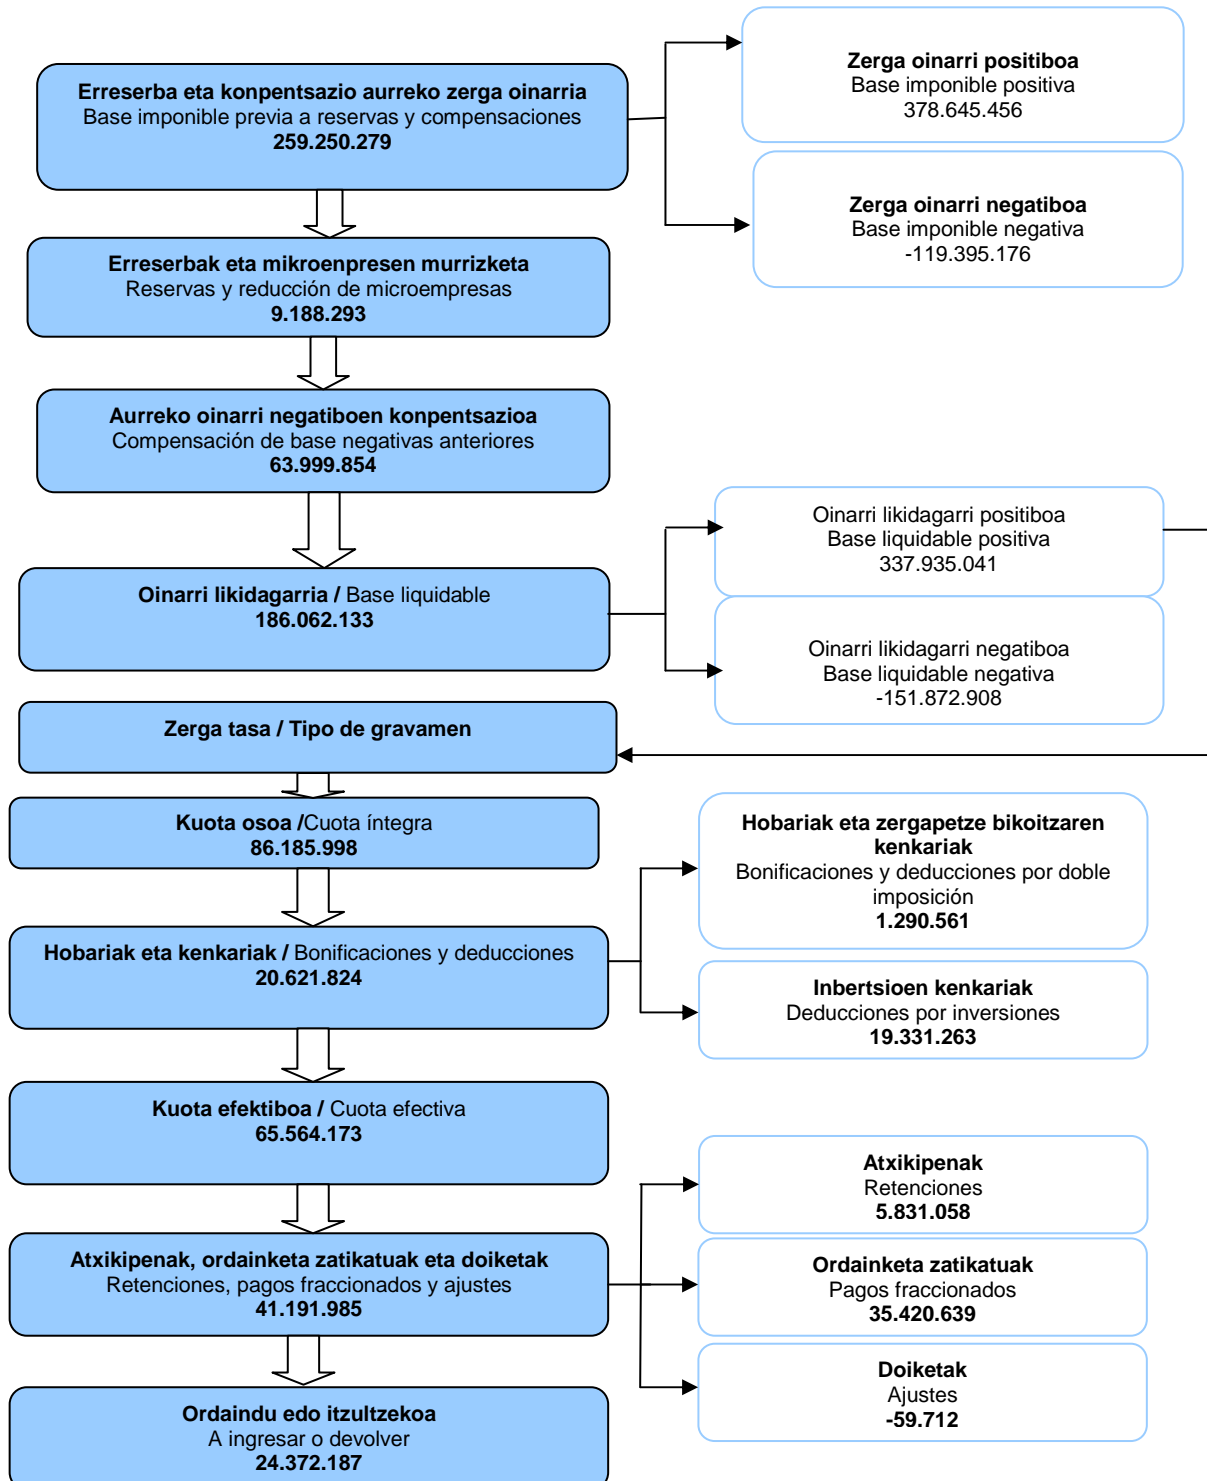 Erreserba eta konpentsazio aurreko zerga oinarria
Base imponible previa a reservas y compensaciones
259.250.279
Zerga oinarri positiboa
Base imponible positiva
378.645.456
Zerga oinarri negatiboa
Base imponible negativa
-119.395.176
Erreserbak eta mikroenpresen murrizketa
Reservas y reducción de microempresas
9.188.293
Aurreko oinarri negatiboen konpentsazioa
Compensación de base negativas anteriores
63.999.854
Oinarri likidagarria / Base liquidable
186.062.133
Oinarri likidagarri positiboa
Base liquidable positiva
337.935.041
Oinarri likidagarri negatiboa
Base liquidable negativa
-151.872.908
Zerga tasa / Tipo de gravamen
Kuota osoa /Cuota íntegra
86.185.998
Hobariak eta kenkariak / Bonificaciones y deducciones
20.621.824
Hobariak eta zergapetze bikoitzaren
kenkariak
Bonificaciones y deducciones por doble
imposición
1.290.561
Inbertsioen kenkariak
Deducciones por inversiones
19.331.263
Kuota efektiboa / Cuota efectiva
65.564.173
Atxikipenak, ordainketa zatikatuak eta doiketak
Retenciones, pagos fraccionados y ajustes
41.191.985
Atxikipenak
Retenciones
5.831.058
Ordainketa zatikatuak
Pagos fraccionados
35.420.639
Doiketak
Ajustes
-59.712
Ordaindu edo itzultzekoa
A ingresar o devolver
24.372.187